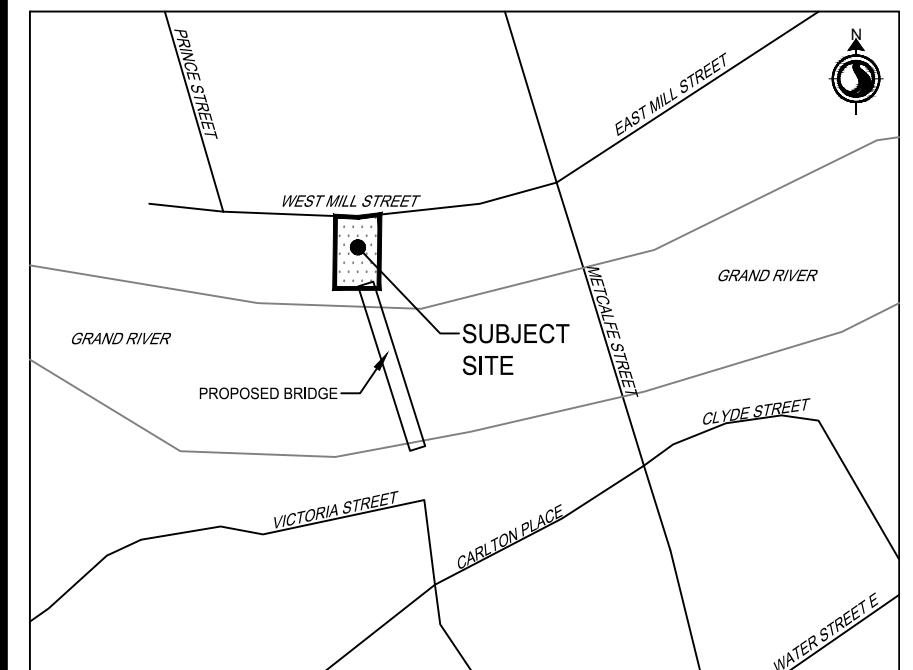 PRINCE STREET
N
EAST MILL STREET
WEST MILL STREET
GRAND RIVER
METCALFE STREET
GRAND RIVER
SUBJECT
SITE
PROPOSED BRIDGE
CLYDE STREET
VICTORIA STREET
CARLTON PLACE
WATER STREET E